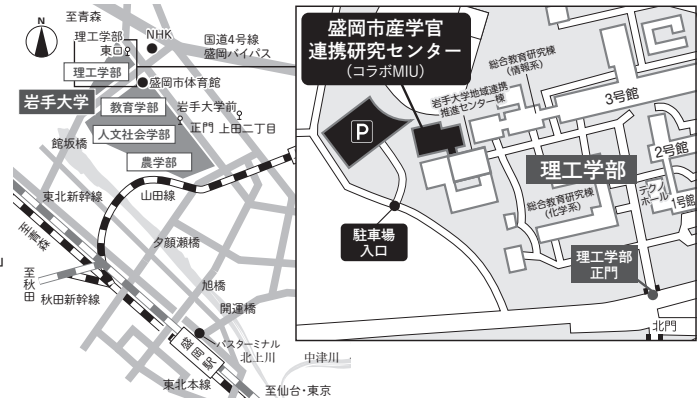 至青森
N
NHK
国道4号線
盛岡バイパス
理工学部
東口
理工学部
盛岡市体育館
岩手大学
教育学部
岩手大学前
人文社会学部
正門
上田二丁目
館坂橋
農学部
東北新幹線
山田線
至青森
夕顔瀬橋
至秋田
秋田新幹線
旭橋
開運橋
バスターミナル
盛岡駅
北上川
中津川
東北本線
至仙台・東京
盛岡市産学官
連携研究センター
(コラボMIU)
総合教育研究棟
(情報系)
岩手大学地域連携
推進センター棟
3号館
P
2号館
理工学部
テクノ
ホール
1号館
総合教育研究棟
(化学系)
駐車場
入口
理工学部
正門
北門